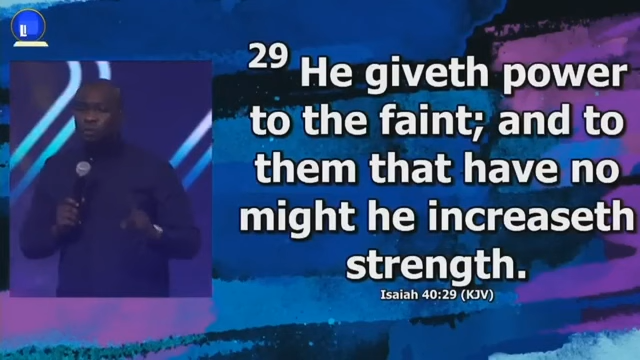 29 He giveth power
to the faint; and to
them that have no
might he increaseth
strength.
Isaiah 40:29 (KJV)